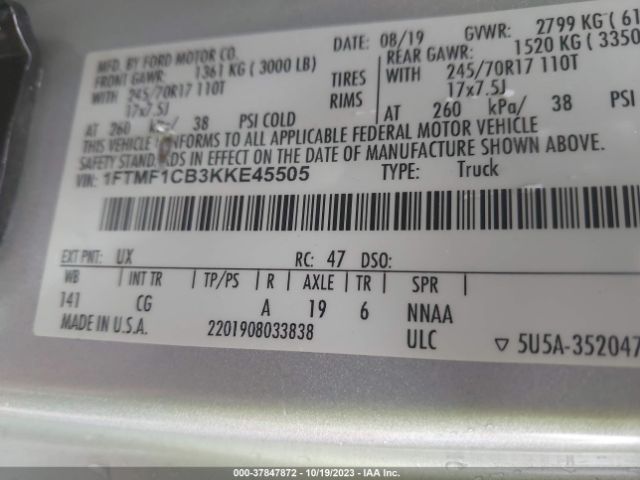 MFD. BY FORD MOTOR CO.
DATE: 08/19 GVWR: 2799 KG ( 61
FRONT GAWR: 1361 KG ( 3000 LB)
REAR GAWR: 1520 KG ( 3350
WITH 245/70R17 110T TIRES WITH 245/70R17 110T
17x7.5J RIMS 17x7.5J
AT 260 kPa/ 38 PSI COLD AT 260 kPa/ 38 PSI
THIS VEHICLE CONFORMS TO ALL APPLICABLE FEDERAL MOTOR VEHICLE
SAFETY STANDARDS IN EFFECT ON THE DATE OF MANUFACTURE SHOWN ABOVE.
VIN: 1FTMF1CB3KKE45505 TYPE: Truck
EXT PNT: UX RC: 47 DSO:
WB INT TR TP/PS R AXLE TR SPR
141 CG A 19 6 NNAA
MADE IN U.S.A. 2201908033838 ULC ▽ 5U5A-352047
000-37847872 - 10/19/2023 - IAA Inc.